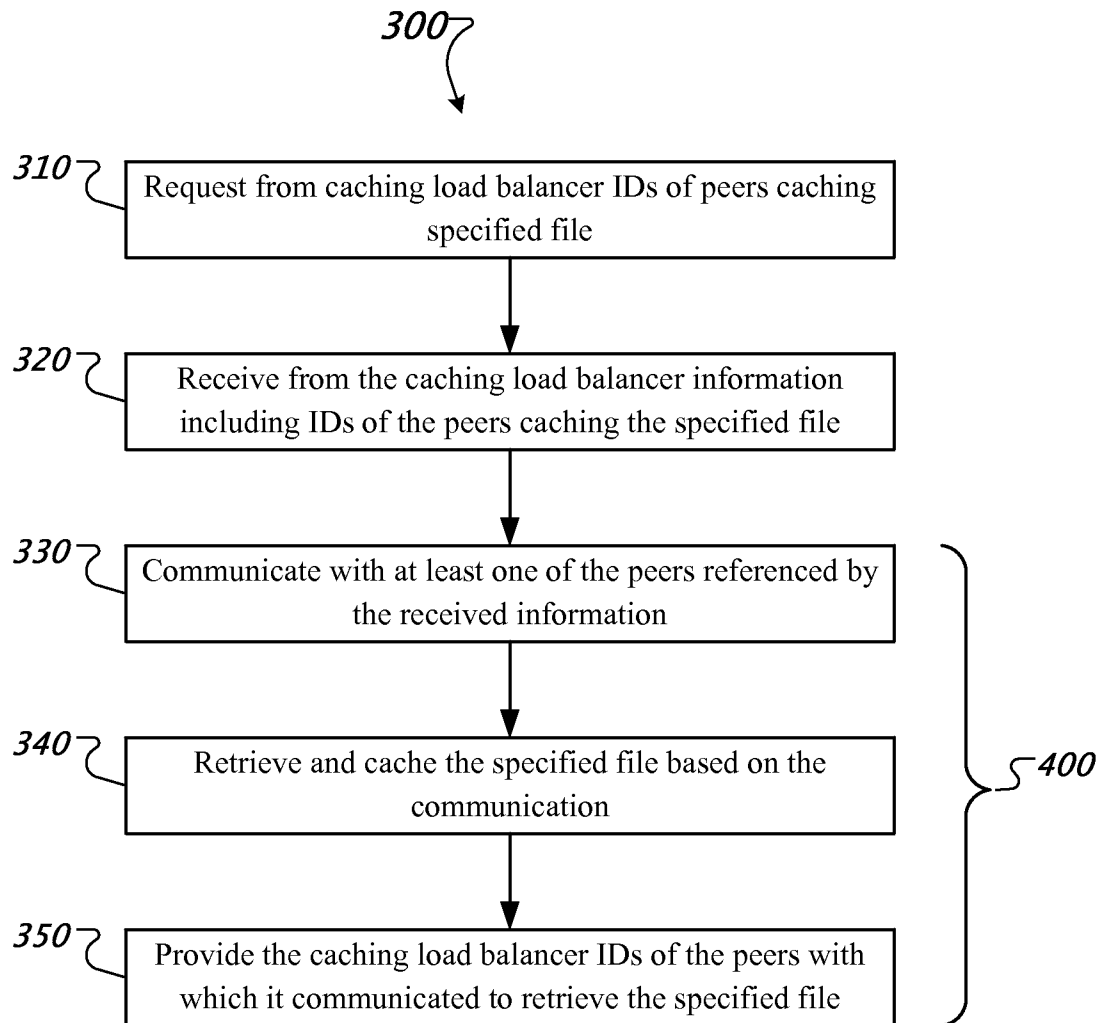 300
310
Request from caching load balancer IDs of peers caching
specified file
320
Receive from the caching load balancer information
including IDs of the peers caching the specified file
330
Communicate with at least one of the peers referenced by
the received information
340
Retrieve and cache the specified file based on the
communication
400
350
Provide the caching load balancer IDs of the peers with
which it communicated to retrieve the specified file